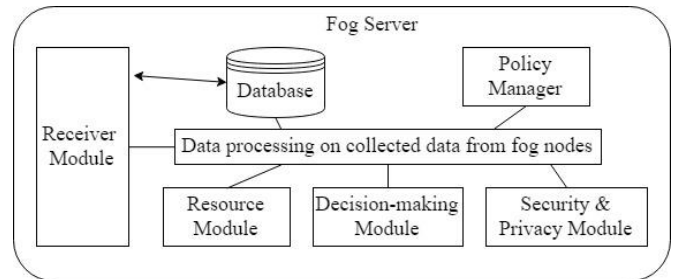 Fog Server
Receiver
Module
Database
Policy
Manager
Data processing on collected data from fog nodes
Resource
Module
Decision-making
Module
Security &
Privacy Module